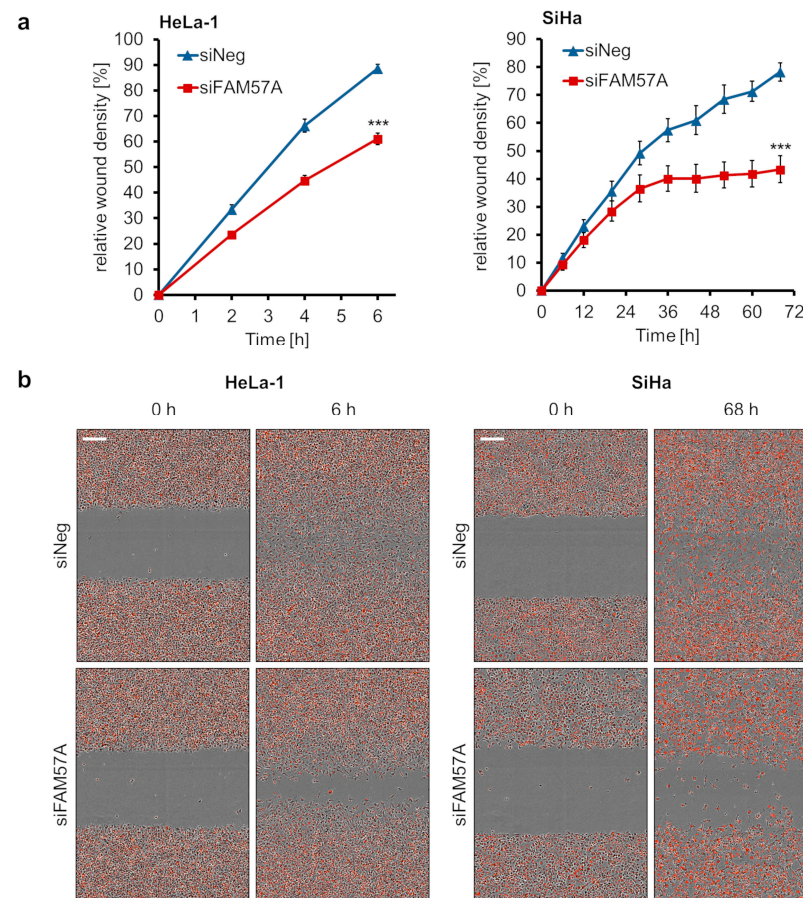 a
HeLa-1
relative wound density [%]
100
90
80
70
60
50
40
30
20
10
0
siNeg
siFAM57A
***
0 1 2 3 4 5 6
Time [h]
SiHa
relative wound density [%]
90
80
70
60
50
40
30
20
10
0
siNeg
siFAM57A
***
0 12 24 36 48 60 72
Time [h]
b
HeLa-1 SiHa
0 h 6 h 0 h 68 h
siNeg siNeg
siFAM57A siFAM57A